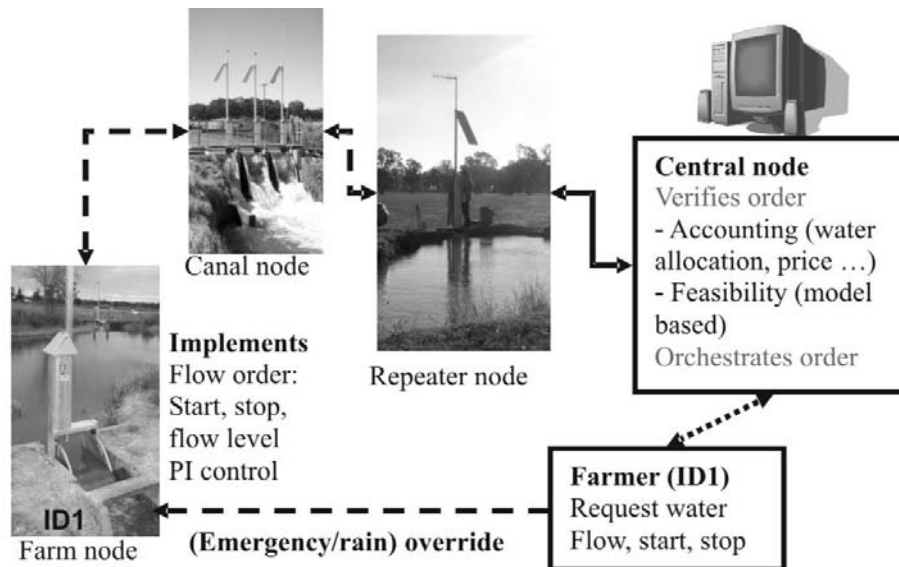 Canal node
Repeater node
Central node
Verifies order
- Accounting (water
allocation, price …)
- Feasibility (model
based)
Orchestrates order
Implements
Flow order:
Start, stop,
flow level
PI control
ID1
Farm node
(Emergency/rain) override
Farmer (ID1)
Request water
Flow, start, stop